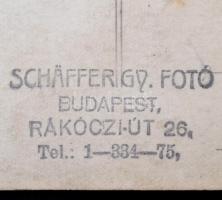 SCHÄFFER GY. FOTÓ
BUDAPEST,
RÁKÓCZI-ÚT 26,
Tel.: 1—334—75,